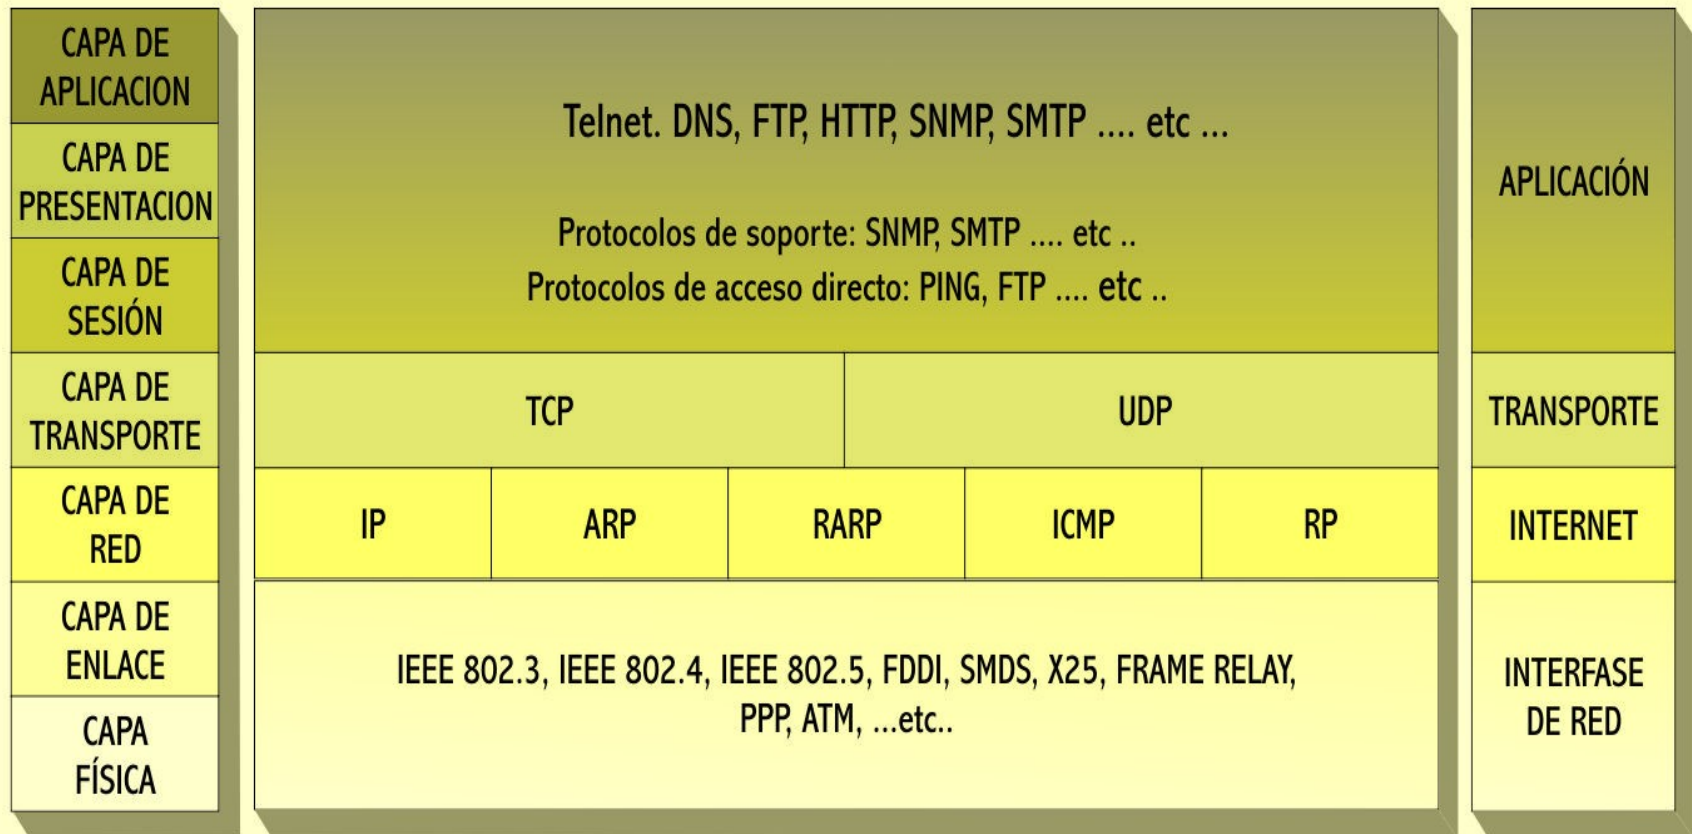 CAPA DE
APLICACION
CAPA DE
PRESENTACION
CAPA DE
SESIÓN
CAPA DE
TRANSPORTE
CAPA DE
RED
CAPA DE
ENLACE
CAPA
FÍSICA
Telnet. DNS, FTP, HTTP, SNMP, SMTP .... etc ...
Protocolos de soporte: SNMP, SMTP .... etc ..
Protocolos de acceso directo: PING, FTP .... etc ..
TCP
UDP
IP
ARP
RARP
ICMP
RP
IEEE 802.3, IEEE 802.4, IEEE 802.5, FDDI, SMDS, X25, FRAME RELAY,
PPP, ATM, ...etc..
APLICACIÓN
TRANSPORTE
INTERNET
INTERFASE
DE RED